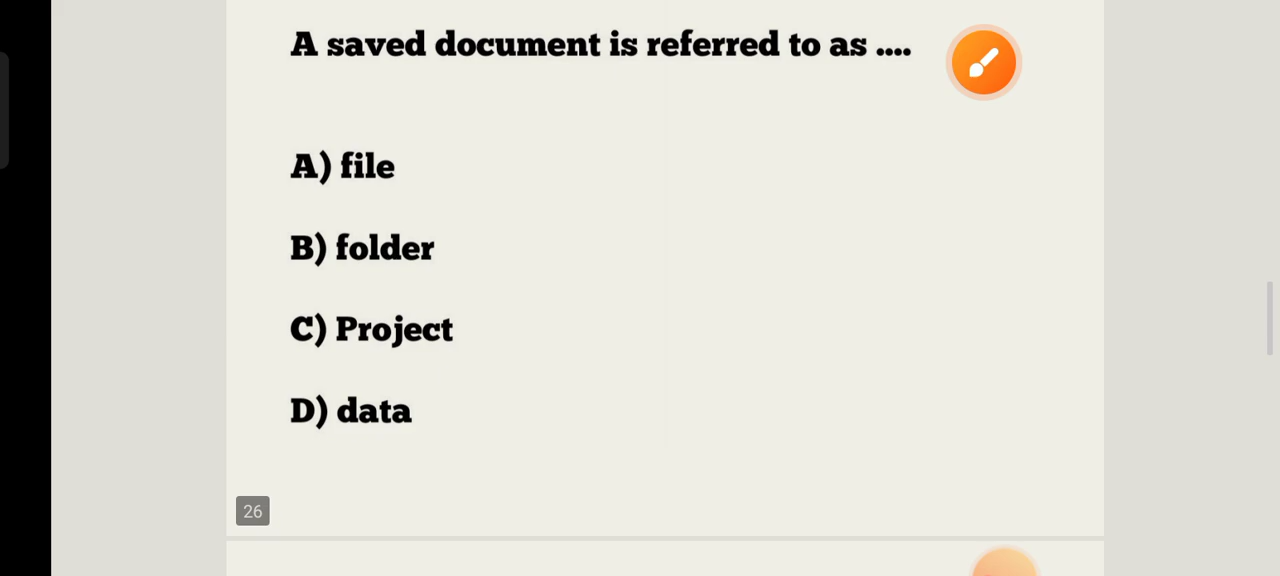 A saved document is referred to as ....
A) file
B) folder
C) Project
D) data
26